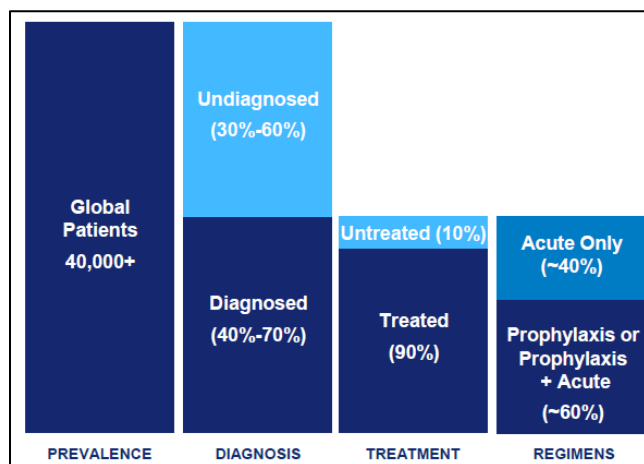 Global
Patients
40,000+
PREVALENCE
Undiagnosed
(30%-60%)
Diagnosed
(40%-70%)
DIAGNOSIS
Untreated (10%)
Treated
(90%)
TREATMENT
Acute Only
(~40%)
Prophylaxis or
Prophylaxis
+ Acute
(~60%)
REGIMENS